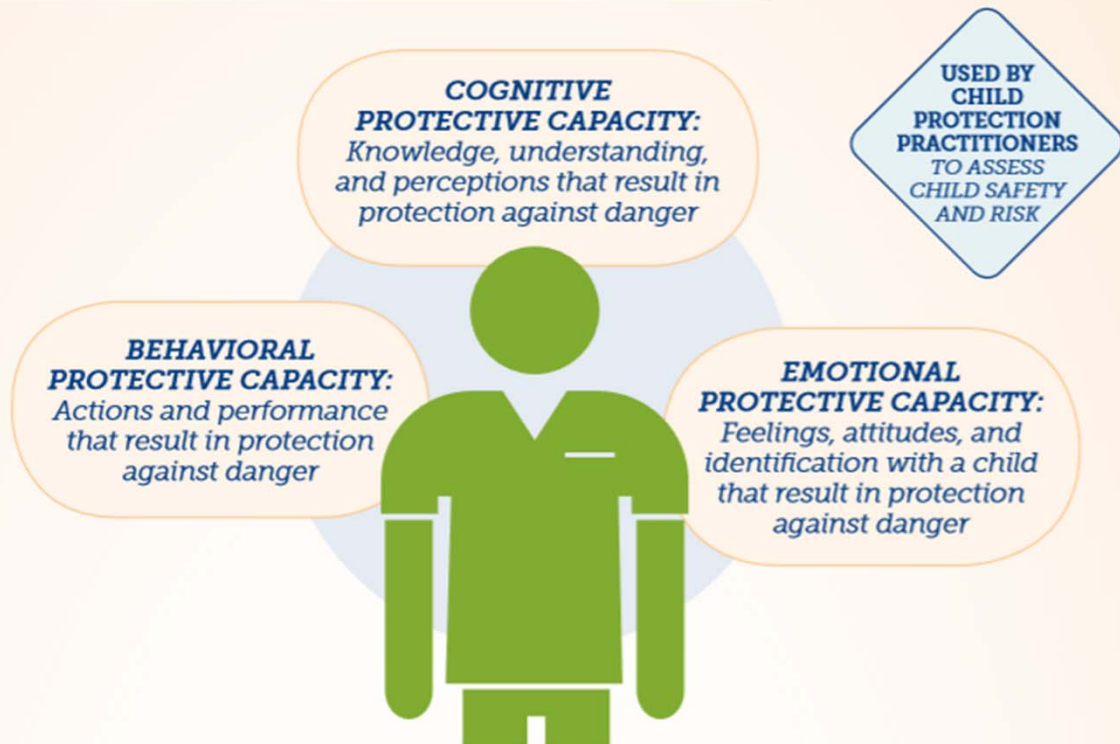 COGNITIVE
PROTECTIVE CAPACITY:
Knowledge, understanding,
and perceptions that result in
protection against danger
USED BY
CHILD
PROTECTION
PRACTITIONERS
TO ASSESS
CHILD SAFETY
AND RISK
BEHAVIORAL
PROTECTIVE CAPACITY:
Actions and performance
that result in protection
against danger
EMOTIONAL
PROTECTIVE CAPACITY:
Feelings, attitudes, and
identification with a child
that result in protection
against danger